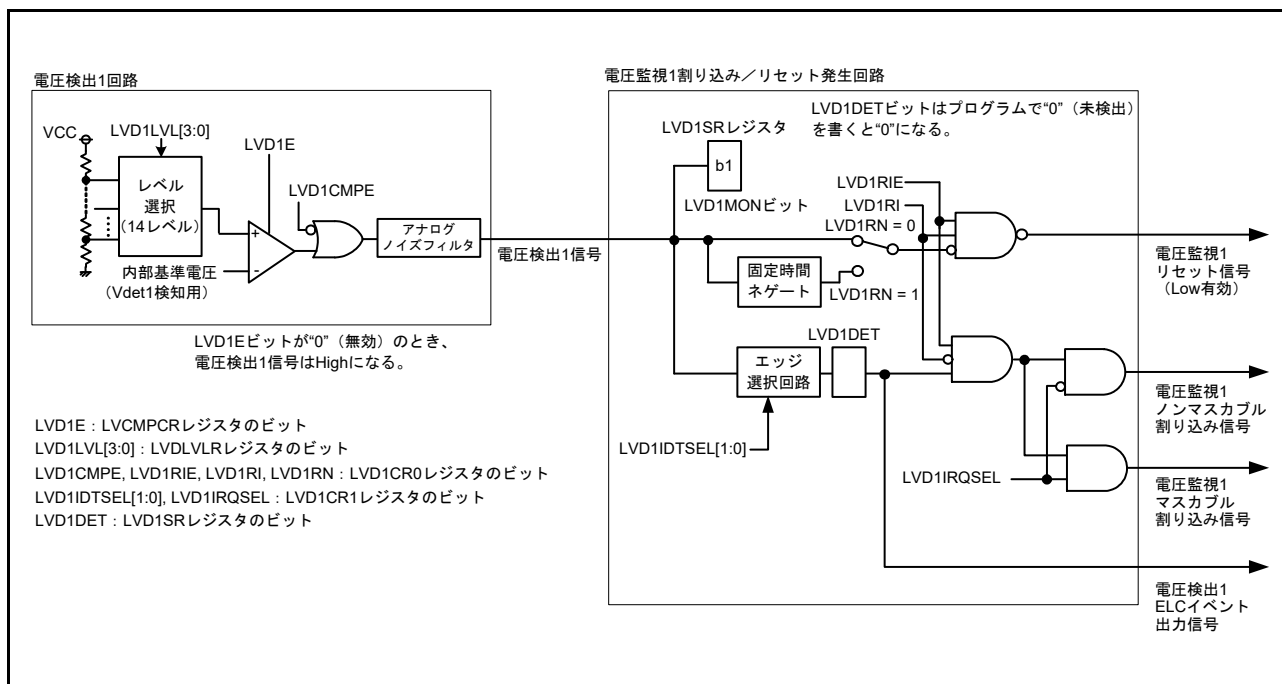 電圧検出1回路
VCC
LVD1LVL[3:0]
レベル
選択
(14レベル)
内部基準電圧
(Vdet1検知用)
LVD1E
+
-
LVD1CMPE
アナログ
ノイズフィルタ
電圧検出1信号
LVD1Eビットが“0”(無効)のとき、
電圧検出1信号はHighになる。
電圧監視1割り込み/リセット発生回路
LVD1DETビットはプログラムで“0”(未検出)
を書くと“0”になる。
LVD1SRレジスタ
b1
LVD1MONビット
LVD1RIE
LVD1RI
LVD1RN = 0
固定時間
ネゲート
LVD1RN = 1
LVD1DET
エッジ
選択回路
LVD1IDTSEL[1:0]
LVD1IRQSEL
電圧監視1
リセット信号
(Low有効)
電圧監視1
ノンマスカブル
割り込み信号
電圧監視1
マスカブル
割り込み信号
電圧検出1
ELCイベント
出力信号
LVD1E:LVCMPCRレジスタのビット
LVD1LVL[3:0]:LVDLVLRレジスタのビット
LVD1CMPE, LVD1RIE, LVD1RI, LVD1RN:LVD1CR0レジスタのビット
LVD1IDTSEL[1:0], LVD1IRQSEL:LVD1CR1レジスタのビット
LVD1DET:LVD1SRレジスタのビット